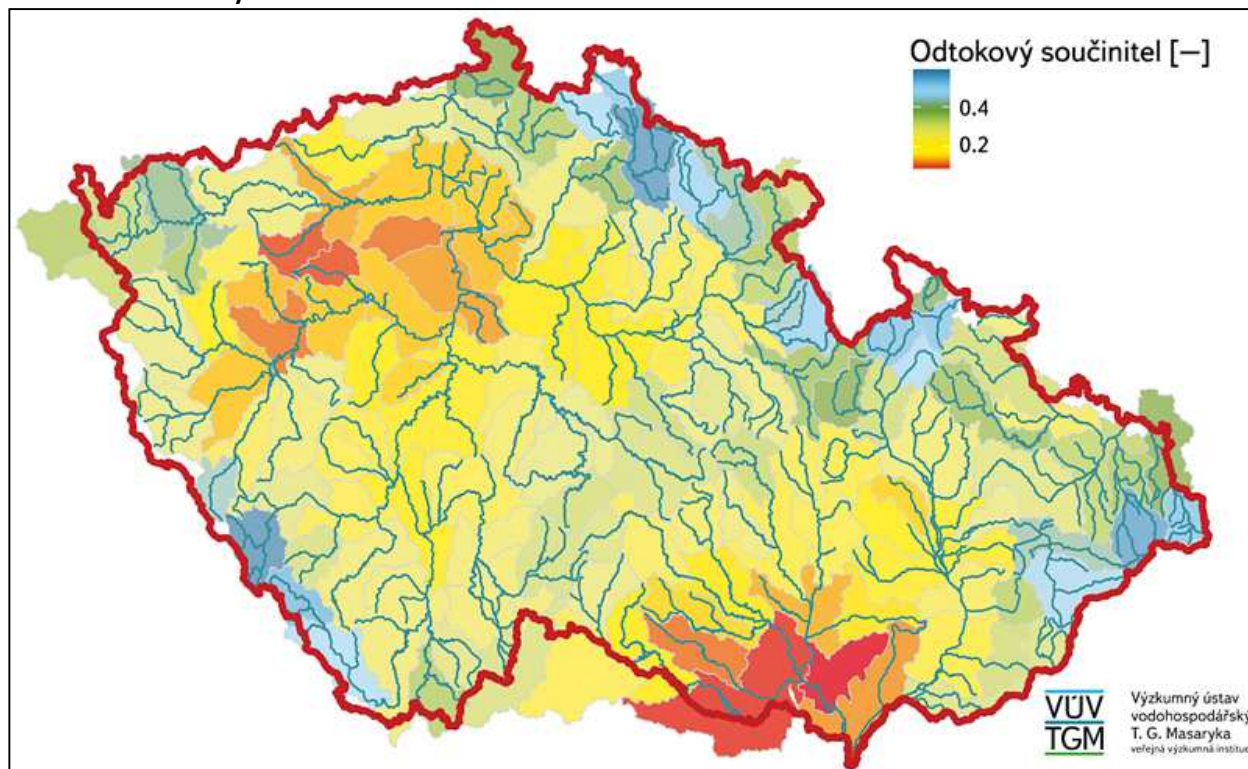 Odtokový součinitel [—]
0.4
0.2
VÚV
TGM
Výzkumný ústav
vodohospodářský
T. G. Masaryka
veřejná výzkumná instituce